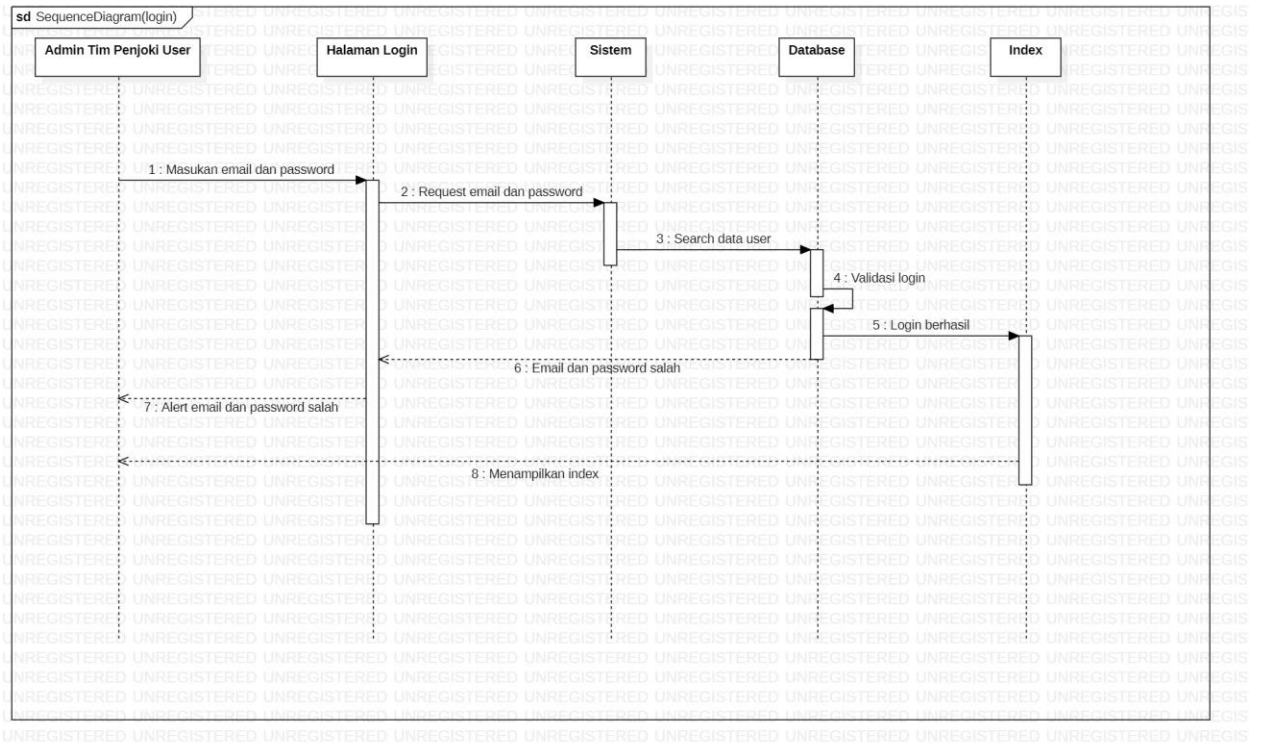 sd SequenceDiagram(login)
Admin Tim Penjoki User
Halaman Login
Sistem
Database
Index
1 : Masukan email dan password
2 : Request email dan password
3 : Search data user
4 : Validasi login
5 : Login berhasil
6 : Email dan password salah
7 : Alert email dan password salah
8 : Menampilkan index
UNREGISTERED